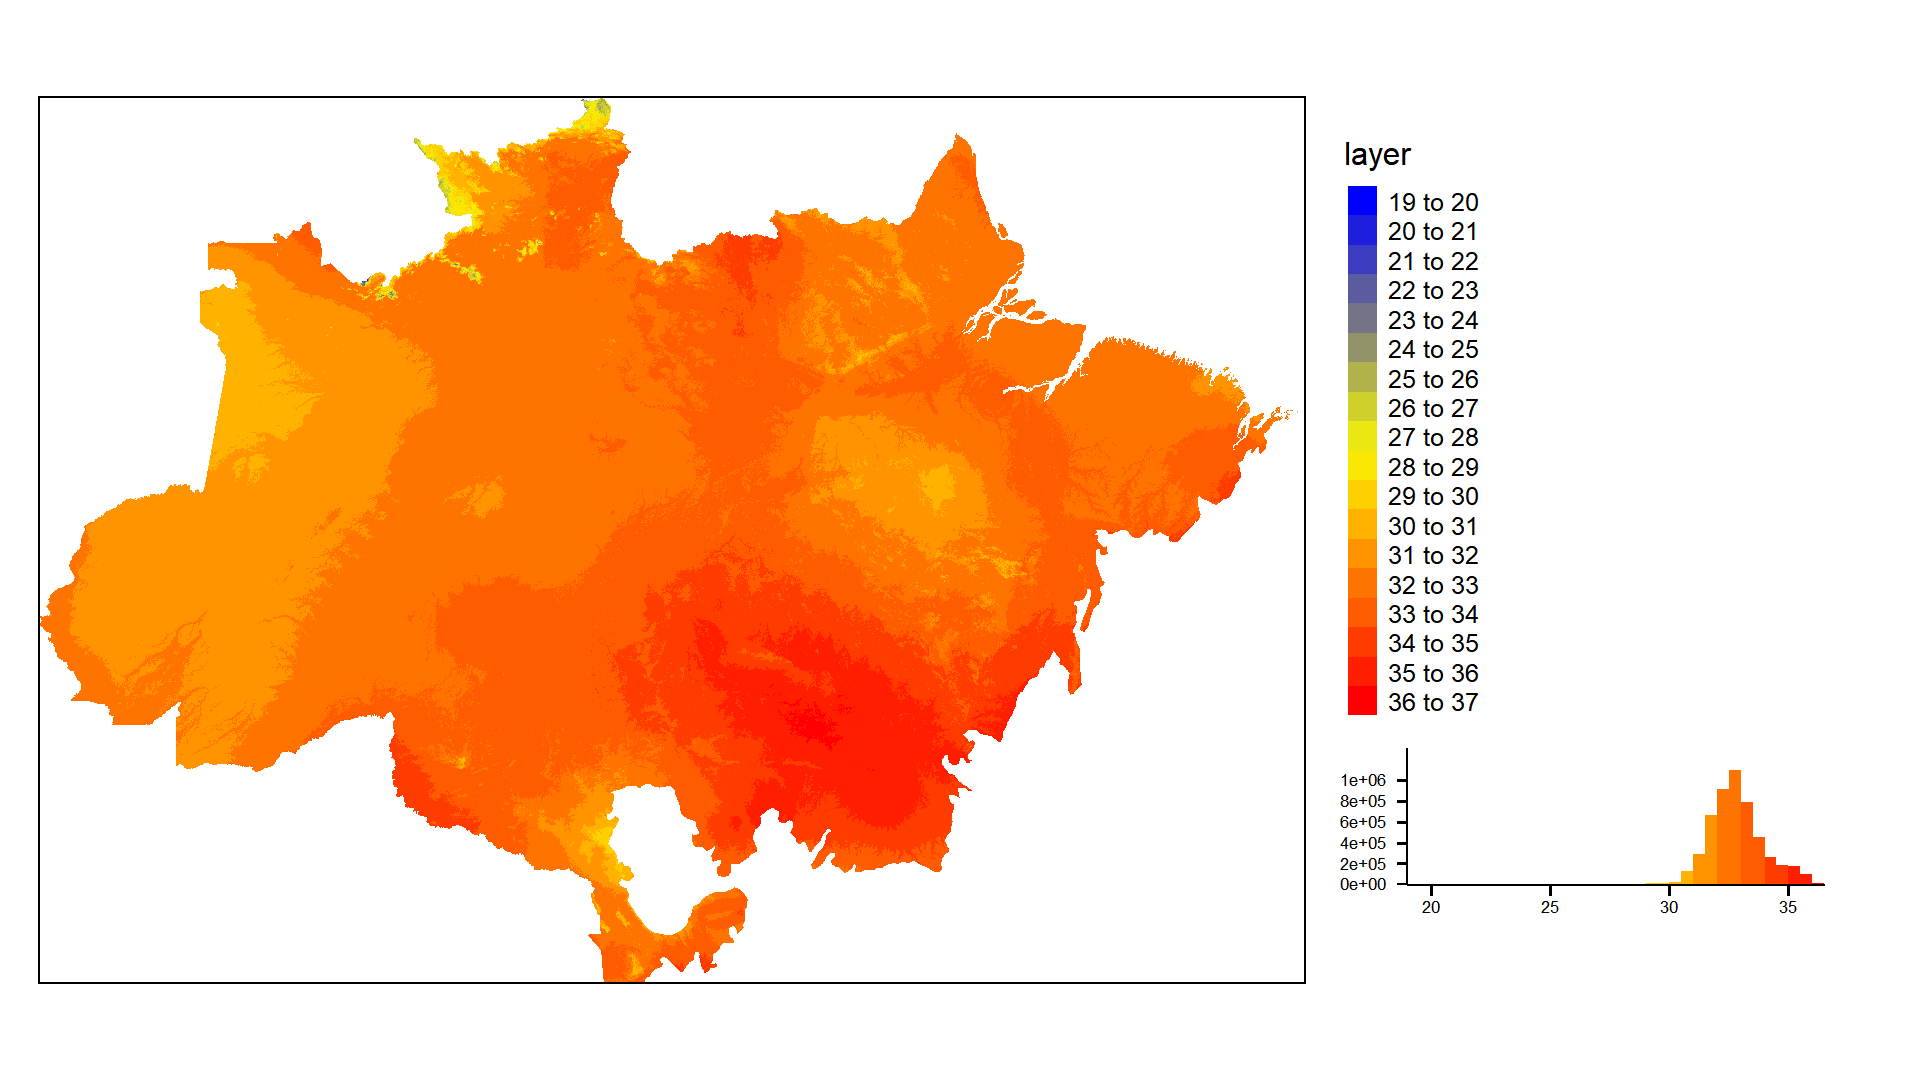 layer
19 to 20
20 to 21
21 to 22
22 to 23
23 to 24
24 to 25
25 to 26
26 to 27
27 to 28
28 to 29
29 to 30
30 to 31
31 to 32
32 to 33
33 to 34
34 to 35
35 to 36
36 to 37
1e+06
8e+05
6e+05
4e+05
2e+05
0e+00
20 25 30 35